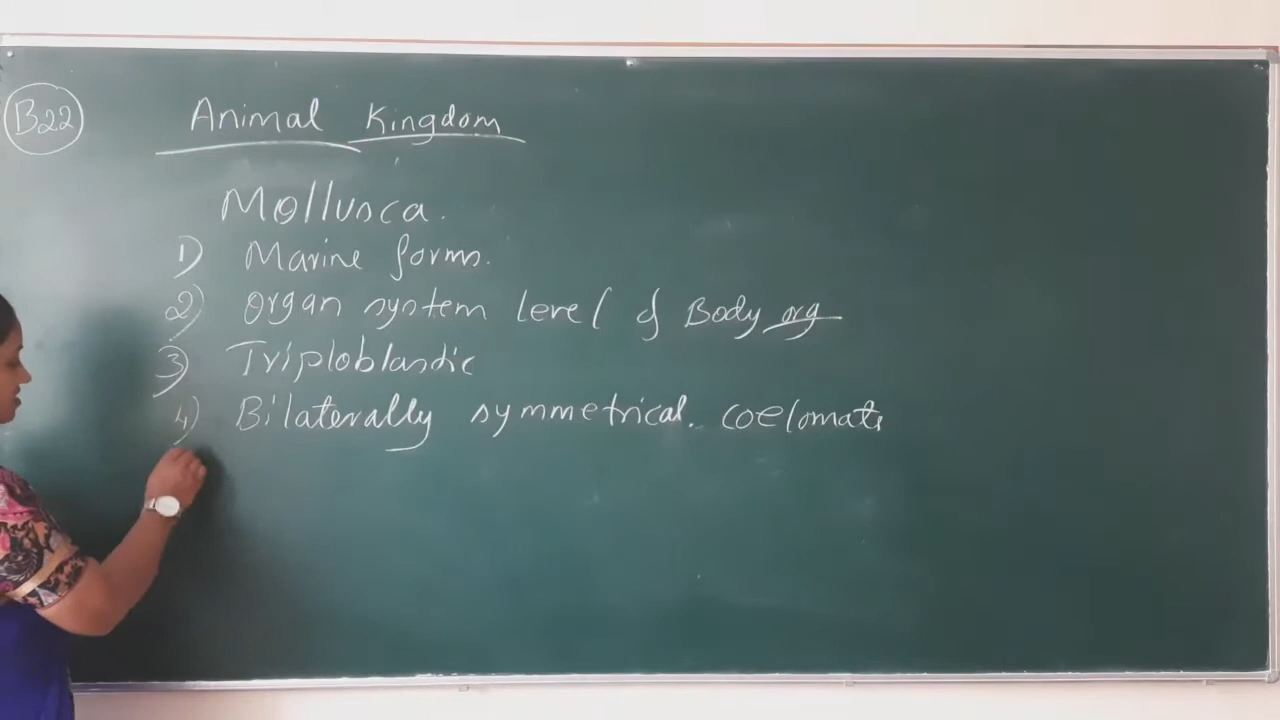 B22
Animal Kingdom
Mollusca.
1) Marine forms.
2) Organ system level of Body org
3) Triploblastic
4) Bilaterally symmetrical. coelomate